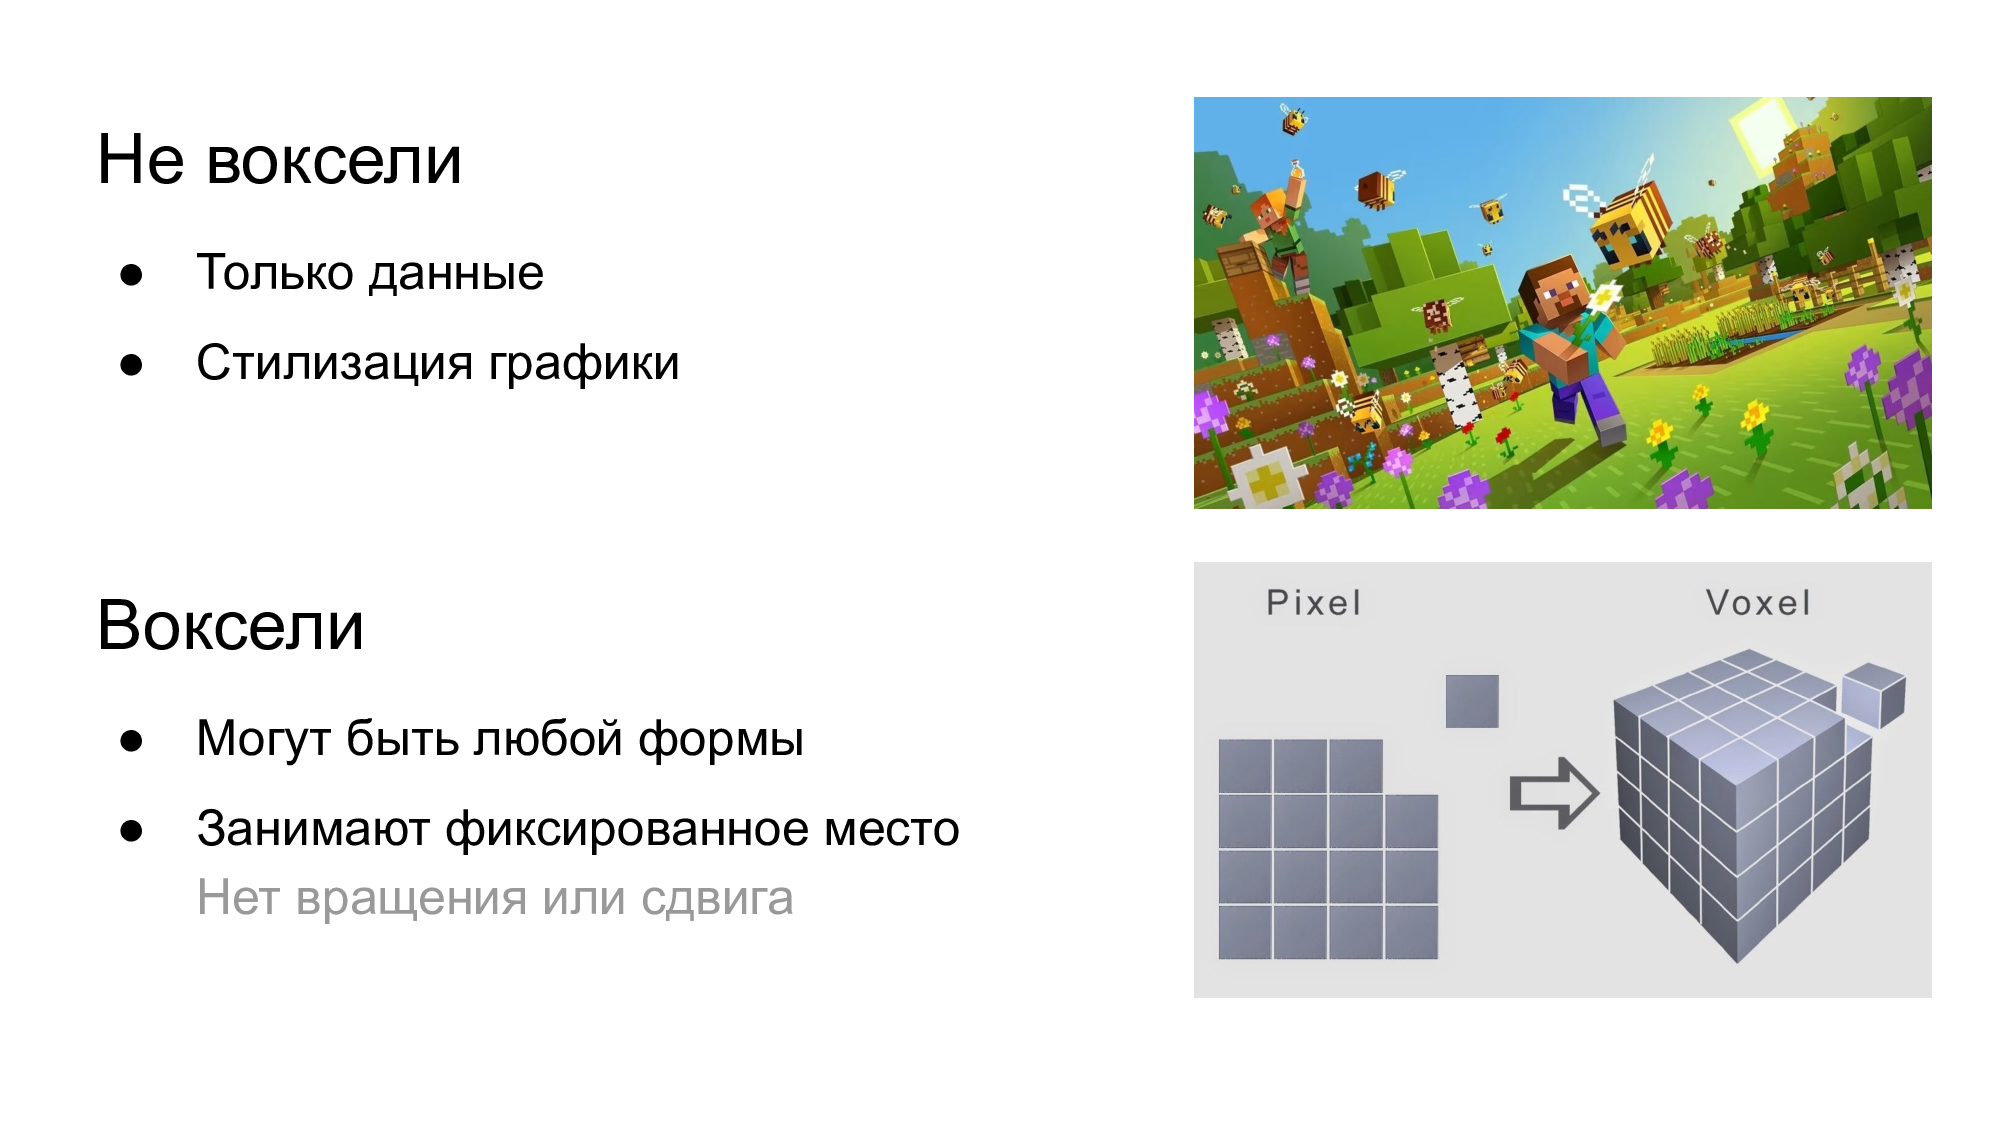 Не воксели
● Только данные
● Стилизация графики
Воксели
● Могут быть любой формы
● Занимают фиксированное место
Нет вращения или сдвига
Pixel
Voxel